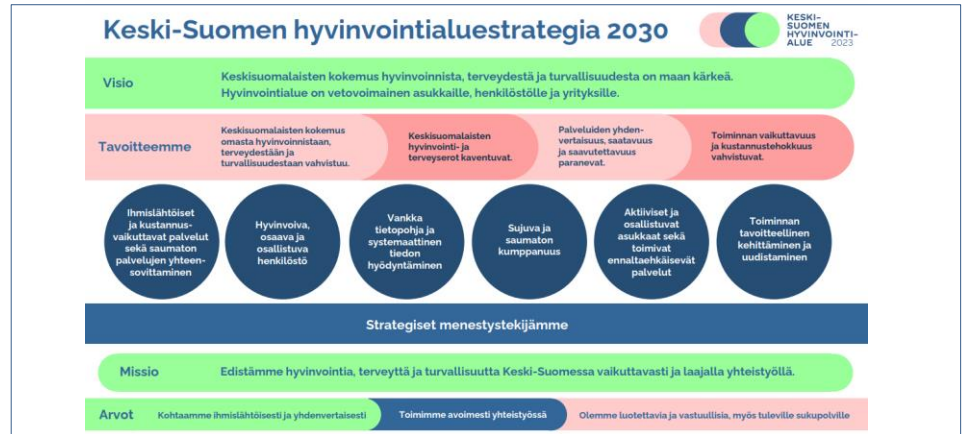 Keski-Suomen hyvinvointialuestrategia 2030
KESKI-
SUOMEN
HYVINVOINTI-
ALUE 2023
Visio
Keskisuomalaisten kokemus hyvinvoinnista, terveydestä ja turvallisuudesta on maan kärkeä.
Hyvinvointialue on vetovoimainen asukkaille, henkilöstölle ja yrityksille.
Tavoitteemme
Keskisuomalaisten kokemus
omasta hyvinvoinnistaan,
terveydestään ja
turvallisuudestaan vahvistuu.
Keskisuomalaisten
hyvinvointi- ja
terveyserot kaventuvat.
Palveluiden yhden-
vertaisuus, saatavuus
ja saavutettavuus
paranevat.
Toiminnan vaikuttavuus
ja kustannustehokkuus
vahvistuvat.
Ihmislähtöiset
ja kustannus-
vaikuttavat palvelut
sekä saumaton
palvelujen yhteen-
sovittaminen
Hyvinvoiva,
osaava ja
osallistuva
henkilöstö
Vankka
tietopohja ja
systemaattinen
tiedon
hyödyntäminen
Sujuva ja
saumaton
kumppanuus
Aktiiviset ja
osallistuvat
asukkaat sekä
toimivat
ennaltaehkäisevät
palvelut
Toiminnan
tavoitteellinen
kehittäminen ja
uudistaminen
Strategiset menestystekijämme
Missio
Edistämme hyvinvointia, terveyttä ja turvallisuutta Keski-Suomessa vaikuttavasti ja laajalla yhteistyöllä.
Arvot
Kohtaamme ihmislähtöisesti ja yhdenvertaisesti
Toimimme avoimesti yhteistyössä
Olemme luotettavia ja vastuullisia, myös tuleville sukupolville